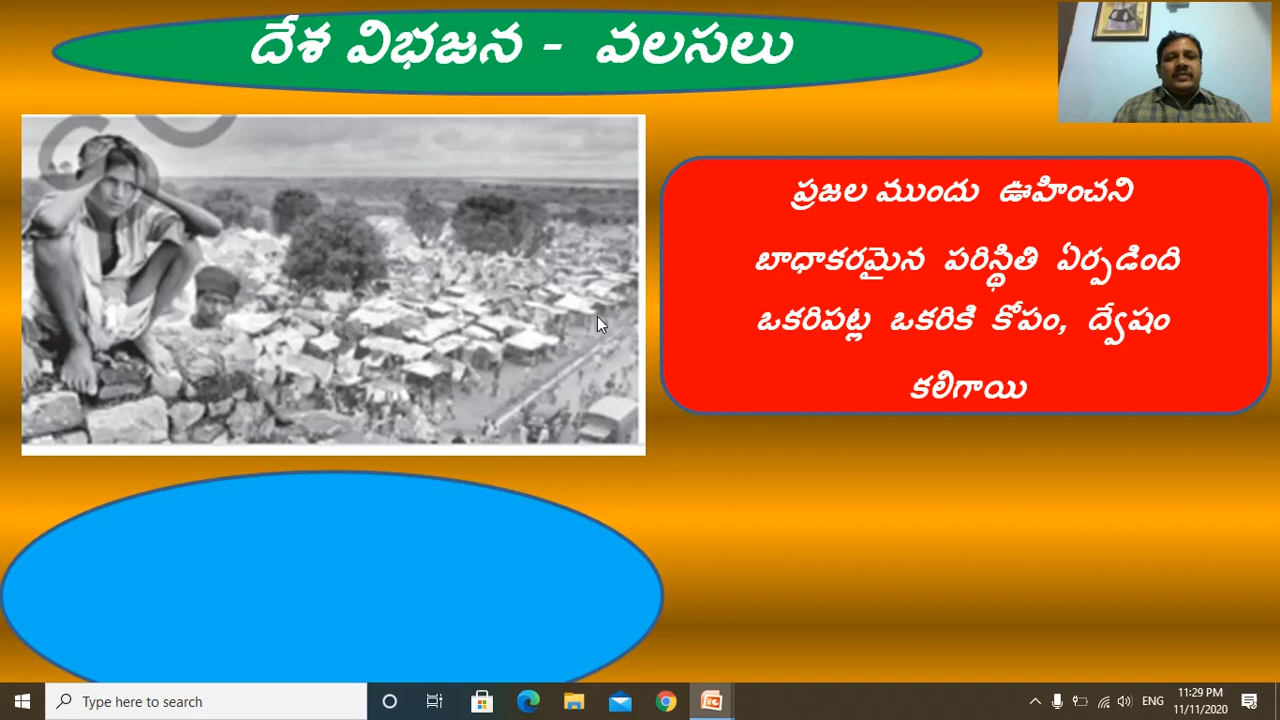 దేశ విభజన - వలసలు
ప్రజల ముందు ఊహించని
బాధాకరమైన పరిస్థితి ఏర్పడింది
ఒకరిపట్ల ఒకరికి కోపం, ద్వేషం
కలిగాయి
Type here to search
ENG
11:29 PM
11/11/2020